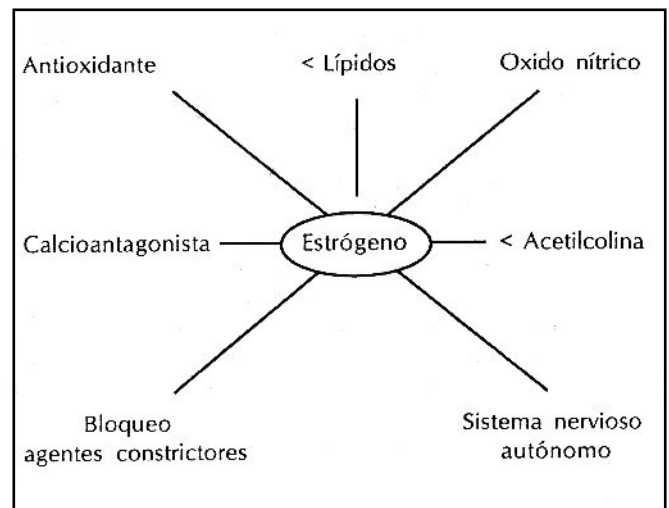 Antioxidante
< Lípidos
Oxido nítrico
Calcioantagonista
Estrógeno
< Acetilcolina
Bloqueo
agentes constrictores
Sistema nervioso
autónomo